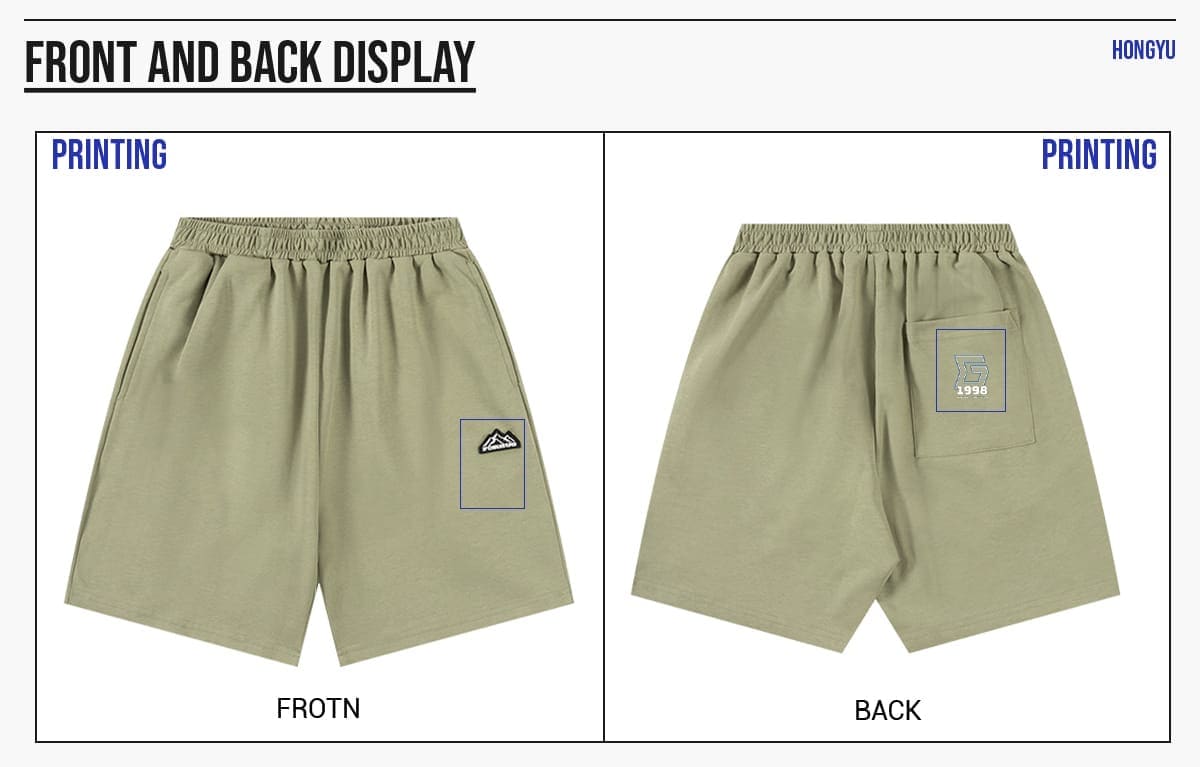 FRONT AND BACK DISPLAY
HONGYU
PRINTING
PRINTING
1998
FROTN
BACK